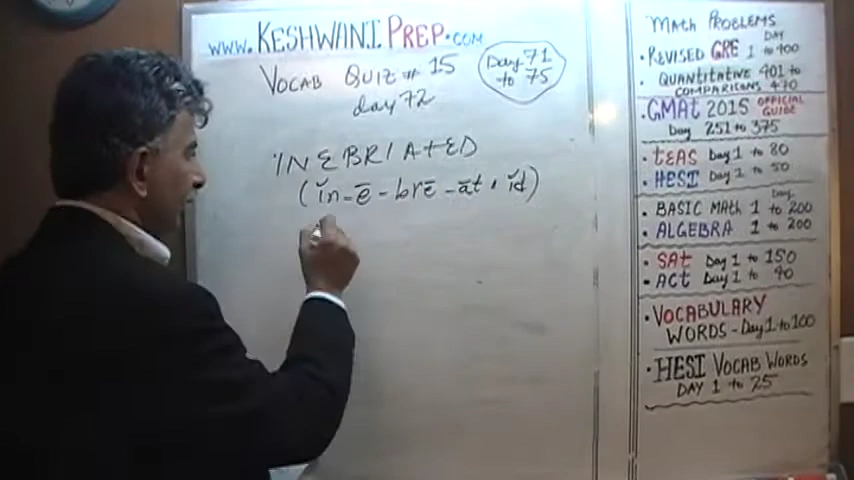 www.KESHWANIPREP.COM
VOCAB QUIZ # 15
Day 71 to 75
day 72
INEBRIATED
(ĭn-ē-brē-āt·ĭd)
MATH PROBLEMS
DAY
• REVISED GRE 1 to 400
• QUANTITATIVE 401 to
COMPARISONS 470
• GMAT 2015 OFFICIAL GUIDE
Day 251 to 375
• TEAS Day 1 to 80
• HESI Day 1 to 50
Day
• BASIC MATH 1 to 200
• ALGEBRA 1 to 200
• SAT Day 1 to 150
• ACT Day 1 to 40
• VOCABULARY
WORDS - Day 1 to 100
• HESI VOCAB WORDS
DAY 1 to 25